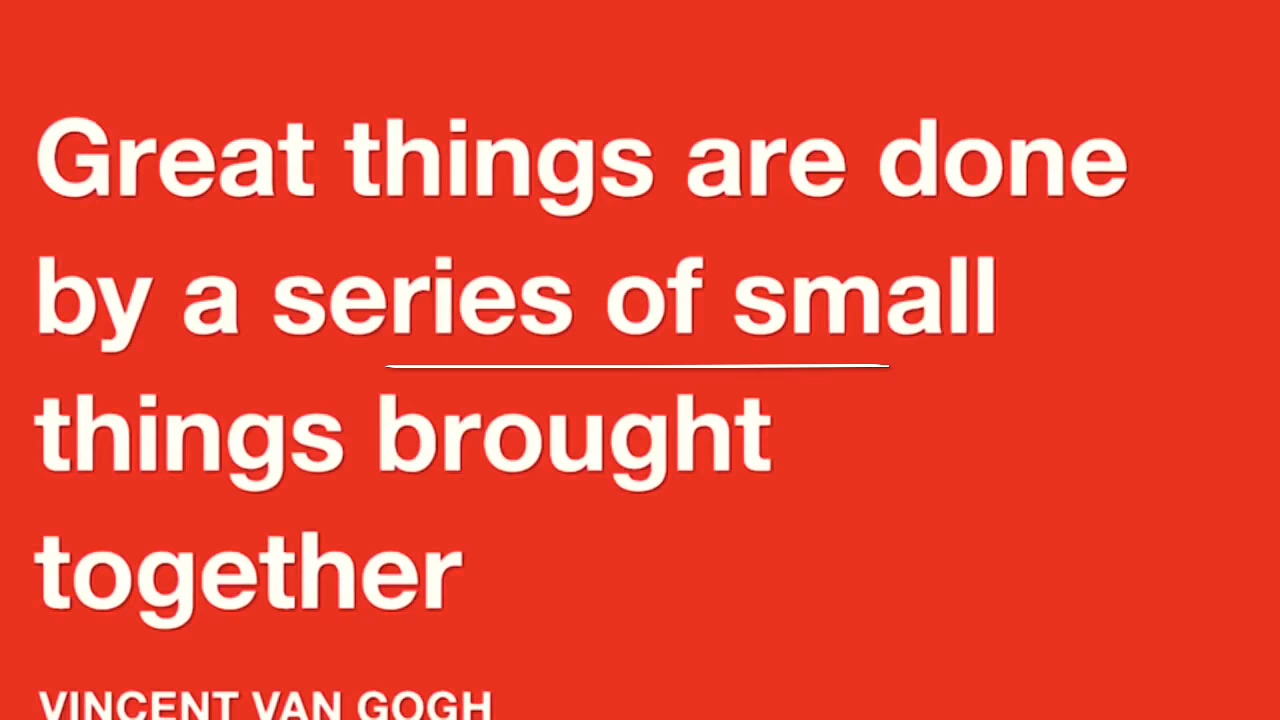 Great things are done
by a series of small
things brought
together
VINCENT VAN GOGH